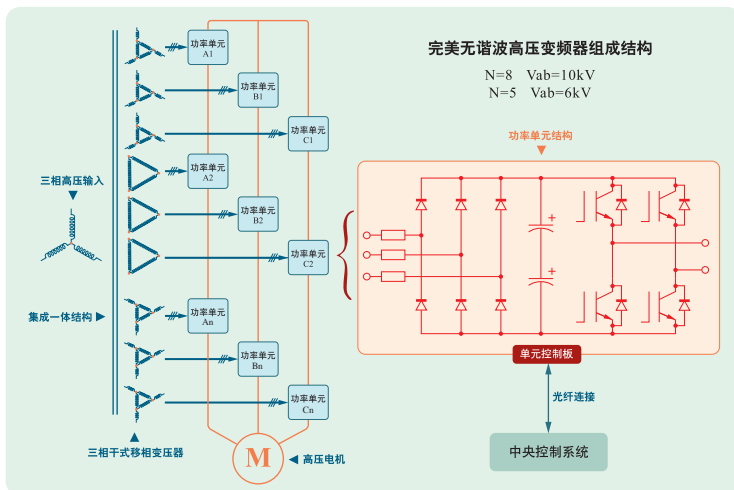 完美无谐波高压变频器组成结构
N=8 Vab=10kV
N=5 Vab=6kV
功率单元
A1
功率单元
B1
功率单元
C1
功率单元
A2
功率单元
B2
功率单元
C2
功率单元
An
功率单元
Bn
功率单元
Cn
三相高压输入
集成一体结构
三相干式移相变压器
M
高压电机
功率单元结构
+
+
单元控制板
光纤连接
中央控制系统